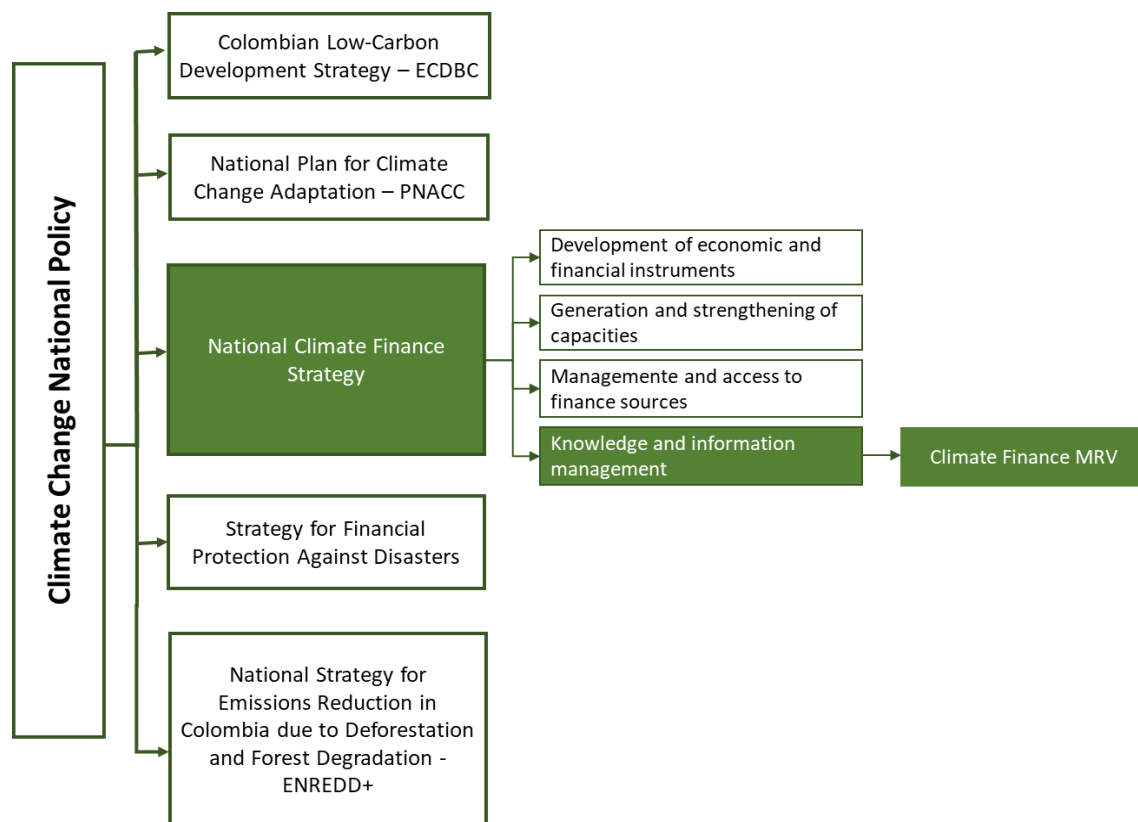 Climate Change National Policy
Colombian Low-Carbon
Development Strategy – ECDBC
National Plan for Climate
Change Adaptation – PNACC
National Climate Finance
Strategy
Development of economic and
financial instruments
Generation and strengthening of
capacities
Managemente and access to
finance sources
Knowledge and information
management
Climate Finance MRV
Strategy for Financial
Protection Against Disasters
National Strategy for
Emissions Reduction in
Colombia due to Deforestation
and Forest Degradation -
ENREDD+